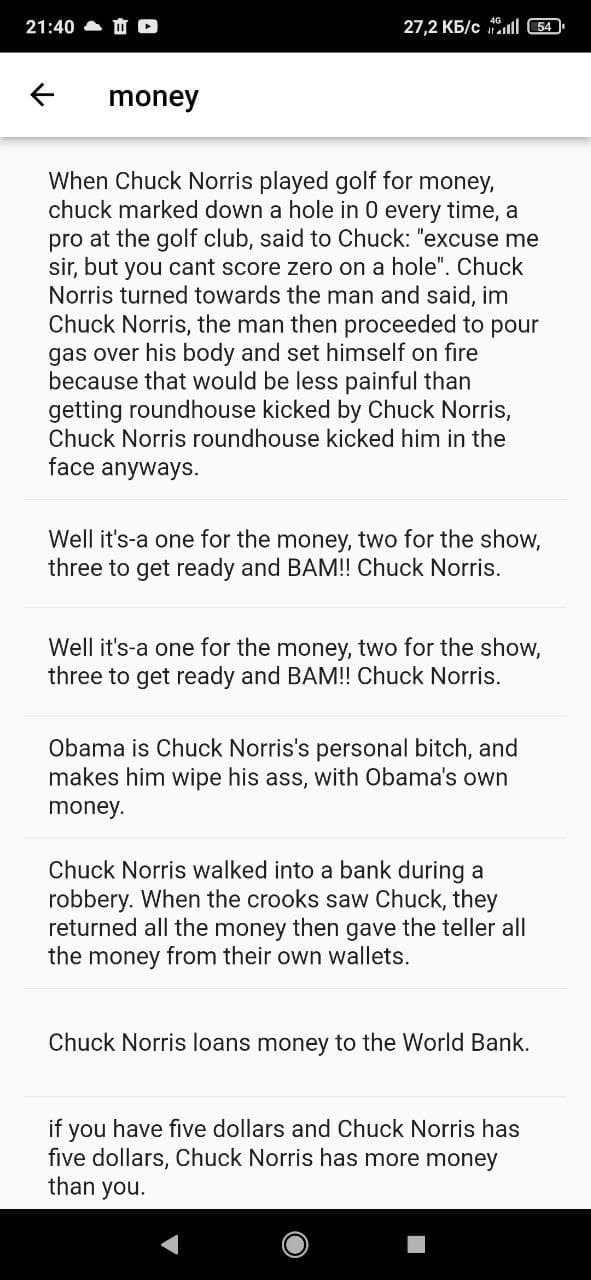 21:40
27,2 КБ/с 4G 54
money
When Chuck Norris played golf for money,
chuck marked down a hole in 0 every time, a
pro at the golf club, said to Chuck: "excuse me
sir, but you cant score zero on a hole". Chuck
Norris turned towards the man and said, im
Chuck Norris, the man then proceeded to pour
gas over his body and set himself on fire
because that would be less painful than
getting roundhouse kicked by Chuck Norris,
Chuck Norris roundhouse kicked him in the
face anyways.
Well it's-a one for the money, two for the show,
three to get ready and BAM!! Chuck Norris.
Well it's-a one for the money, two for the show,
three to get ready and BAM!! Chuck Norris.
Obama is Chuck Norris's personal bitch, and
makes him wipe his ass, with Obama's own
money.
Chuck Norris walked into a bank during a
robbery. When the crooks saw Chuck, they
returned all the money then gave the teller all
the money from their own wallets.
Chuck Norris loans money to the World Bank.
if you have five dollars and Chuck Norris has
five dollars, Chuck Norris has more money
than you.